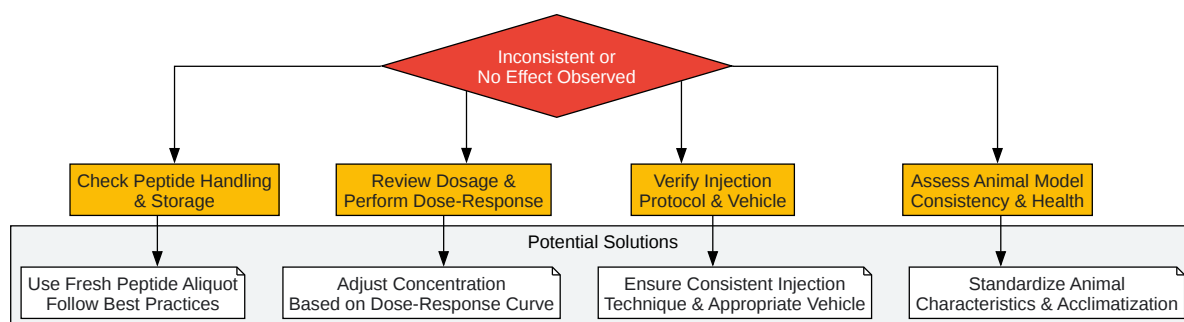 Inconsistent or
No Effect Observed
Check Peptide Handling
& Storage
Review Dosage &
Perform Dose-Response
Verify Injection
Protocol & Vehicle
Assess Animal Model
Consistency & Health
Potential Solutions
Use Fresh Peptide Aliquot
Follow Best Practices
Adjust Concentration
Based on Dose-Response Curve
Ensure Consistent Injection
Technique & Appropriate Vehicle
Standardize Animal
Characteristics & Acclimatization